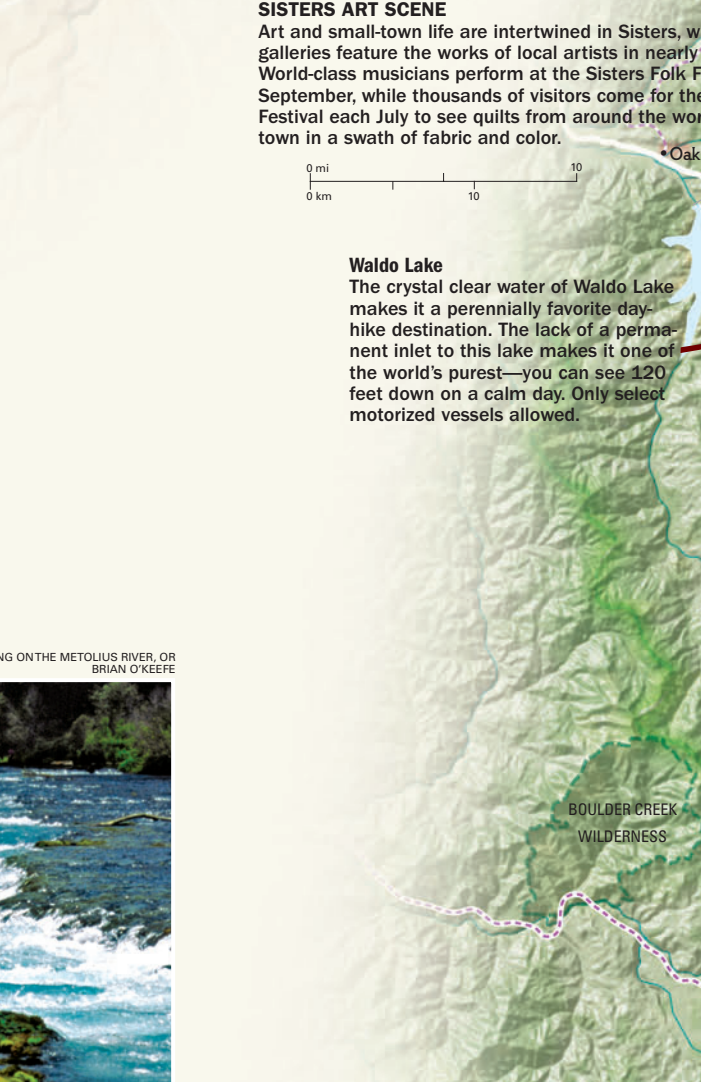 SISTERS ART SCENE
Art and small-town life are intertwined in Sisters,
galleries feature the works of local artists in nearly
World-class musicians perform at the Sisters Folk
September, while thousands of visitors come for the
Festival each July to see quilts from around the
town in a swath of fabric and color.
Oak
0 mi 10
0 km 10
Waldo Lake
The crystal clear water of Waldo Lake
makes it a perennially favorite day-
hike destination. The lack of a perma-
nent inlet to this lake makes it one of
the world's purest—you can see 120
feet down on a calm day. Only select
motorized vessels allowed.
ON THE METOLIUS RIVER, OR
BRIAN O'KEEFE
BOULDER CREEK
WILDERNESS